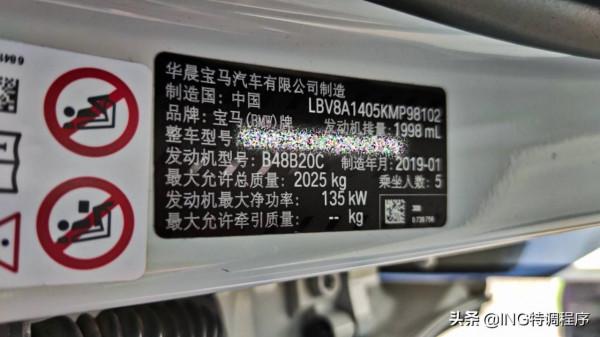 6641
华晨宝马汽车有限公司制造
制造国: 中国 LBV8A1405KMP98102
品牌: 宝马(BMW)牌 发动机排量: 1998 mL
整车型号
发动机型号: B48B20C 制造年月: 2019-01
最大允许总质量: 2025 kg 乘坐人数: 5
发动机最大净功率: 135 kW
最大允许牵引质量: -- kg
头条 @ING特调程序